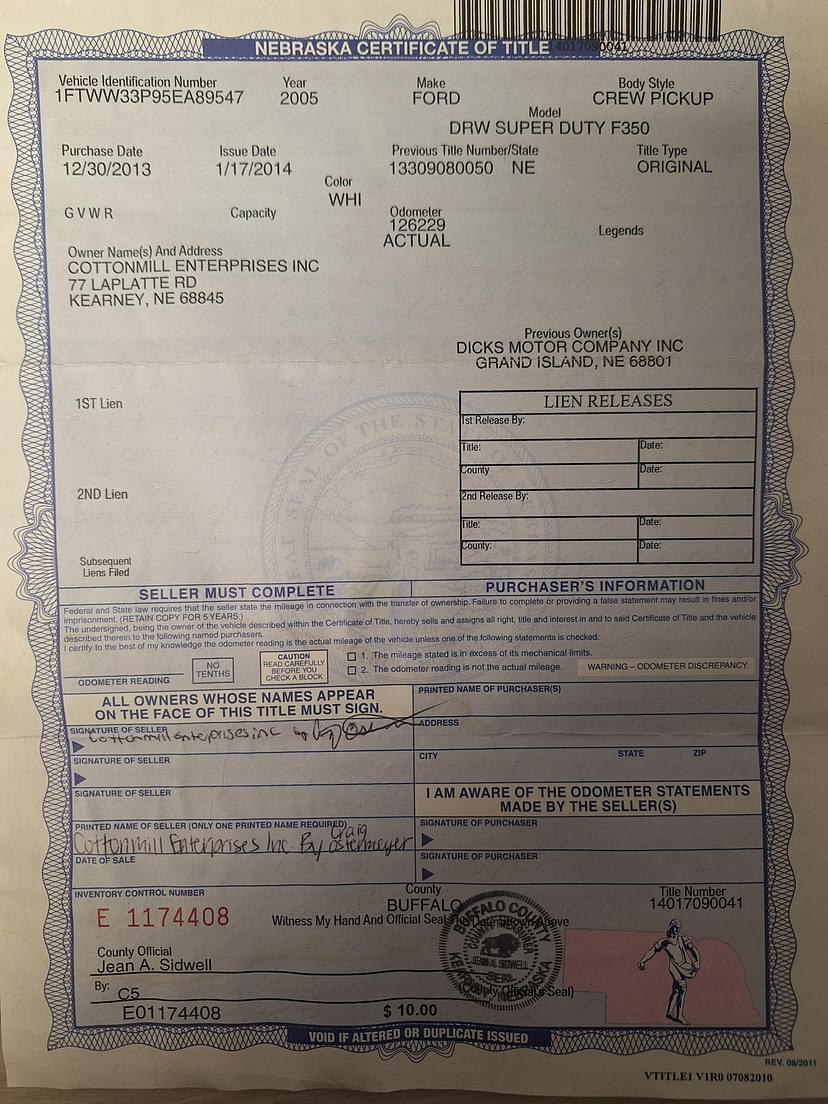 NEBRASKA CERTIFICATE OF TITLE
14017090041
Vehicle Identification Number Year Make Body Style
1FTWW33P95EA89547 2005 FORD CREW PICKUP
Model
DRW SUPER DUTY F350
Purchase Date Issue Date Previous Title Number/State Title Type
12/30/2013 1/17/2014 13309080050 NE ORIGINAL
Color
WHI
G V W R Capacity Odometer Legends
126229
ACTUAL
Owner Name(s) And Address
COTTONMILL ENTERPRISES INC
77 LAPLATTE RD
KEARNEY, NE 68845
Previous Owner(s)
DICKS MOTOR COMPANY INC
GRAND ISLAND, NE 68801
1ST Lien
LIEN RELEASES
1st Release By:
Title: Date:
County Date:
2ND Lien
2nd Release By:
Title: Date:
County: Date:
Subsequent
Liens Filed
SEAL OF THE STATE
SELLER MUST COMPLETE PURCHASER'S INFORMATION
Federal and State law requires that the seller state the mileage in connection with the transfer of ownership. Failure to complete or providing a false statement may result in fines and/or
imprisonment. (RETAIN COPY FOR 5 YEARS.)
The undersigned, being the owner of the vehicle described within the Certificate of Title, hereby sells and assigns all right, title and interest in and to said Certificate of Title and the vehicle
described therein to the following named purchasers.
I certify to the best of my knowledge the odometer reading is the actual mileage of the vehicle unless one of the following statements is checked:
ODOMETER READING
NO
TENTHS
CAUTION
READ CAREFULLY
BEFORE YOU
CHECK A BLOCK
1. The mileage stated is in excess of its mechanical limits.
2. The odometer reading is not the actual mileage.
WARNING – ODOMETER DISCREPANCY.
ALL OWNERS WHOSE NAMES APPEAR
ON THE FACE OF THIS TITLE MUST SIGN.
PRINTED NAME OF PURCHASER(S)
SIGNATURE OF SELLER
Cottonmill enterprises inc by
ADDRESS
SIGNATURE OF SELLER
CITY STATE ZIP
SIGNATURE OF SELLER
I AM AWARE OF THE ODOMETER STATEMENTS
MADE BY THE SELLER(S)
PRINTED NAME OF SELLER (ONLY ONE PRINTED NAME REQUIRED)
Craig
Cottonmill Enterprises Inc. By Ostermeyer
SIGNATURE OF PURCHASER
DATE OF SALE
SIGNATURE OF PURCHASER
INVENTORY CONTROL NUMBER County Title Number
E 1174408 BUFFALO 14017090041
Witness My Hand And Official Seal The Date Shown Above
BUFFALO COUNTY
COUNTY TREASURER
JEAN A. SIDWELL
SEAL
KEARNEY, NEBRASKA
County Official
Jean A. Sidwell
By: C5
(County Official's Seal)
E01174408 $ 10.00
VOID IF ALTERED OR DUPLICATE ISSUED
REV. 08/2011
VTITLE1 V1R0 07082010